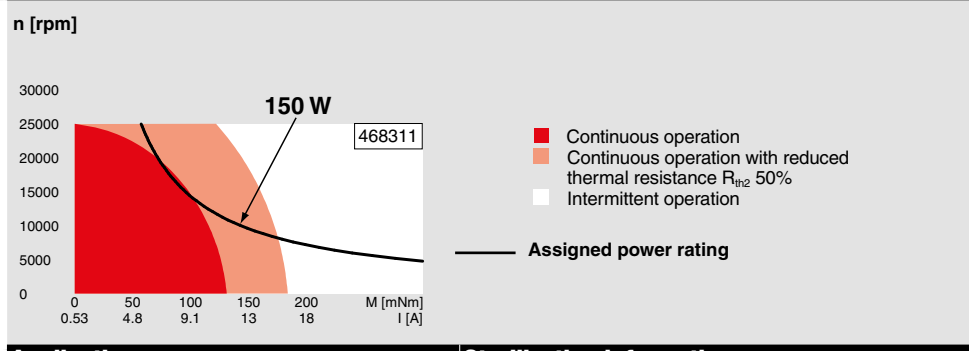 n [rpm]
30000
25000
20000
15000
10000
5000
0
150 W
468311
0 50 100 150 200 M [mNm]
0.53 4.8 9.1 13 18 I [A]
Continuous operation
Continuous operation with reduced
thermal resistance Rth2 50%
Intermittent operation
Assigned power rating